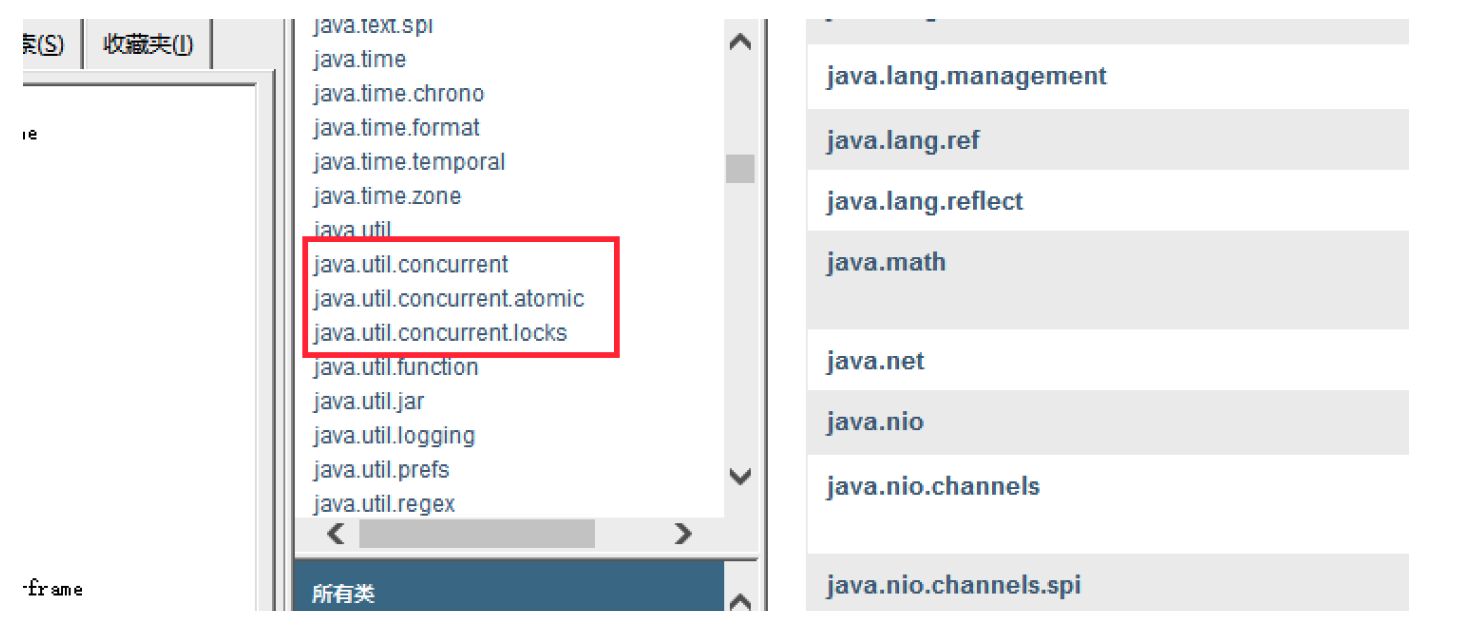 (S) 收藏夹(I)
frame
java.text.spi
java.time
java.time.chrono
java.time.format
java.time.temporal
java.time.zone
java.util
java.util.concurrent
java.util.concurrent.atomic
java.util.concurrent.locks
java.util.function
java.util.jar
java.util.logging
java.util.prefs
java.util.regex
所有类
java.lang.management
java.lang.ref
java.lang.reflect
java.math
java.net
java.nio
java.nio.channels
java.nio.channels.spi